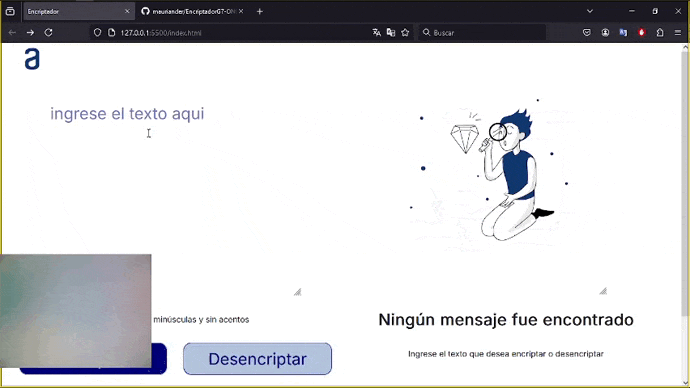 Encriptador
mauriander/EncriptadorG7-ON
127.0.0.1:5500/index.html
Buscar
a
ingrese el texto aqui
minúsculas y sin acentos
Desencriptar
Ningún mensaje fue encontrado
Ingrese el texto que desea encriptar o desencriptar